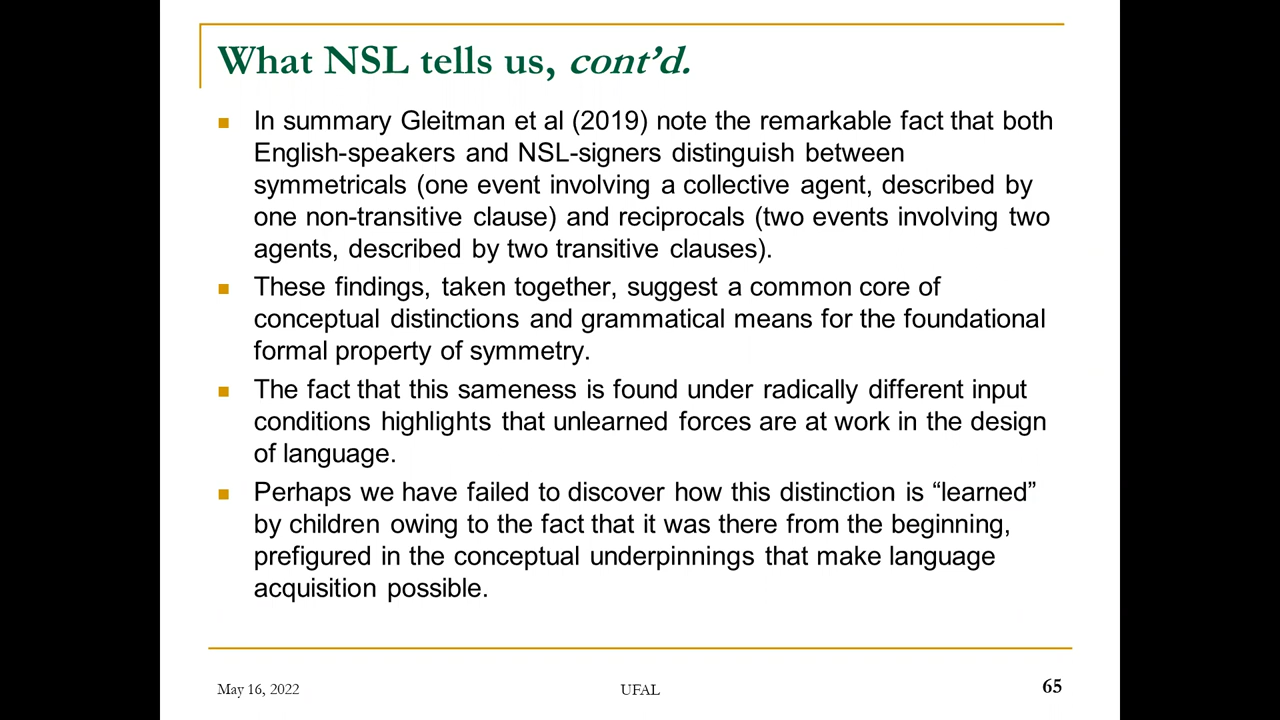 What NSL tells us, cont'd.
In summary Gleitman et al (2019) note the remarkable fact that both
English-speakers and NSL-signers distinguish between
symmetricals (one event involving a collective agent, described by
one non-transitive clause) and reciprocals (two events involving two
agents, described by two transitive clauses).
These findings, taken together, suggest a common core of
conceptual distinctions and grammatical means for the foundational
formal property of symmetry.
The fact that this sameness is found under radically different input
conditions highlights that unlearned forces are at work in the design
of language.
Perhaps we have failed to discover how this distinction is “learned”
by children owing to the fact that it was there from the beginning,
prefigured in the conceptual underpinnings that make language
acquisition possible.
May 16, 2022
UFAL
65